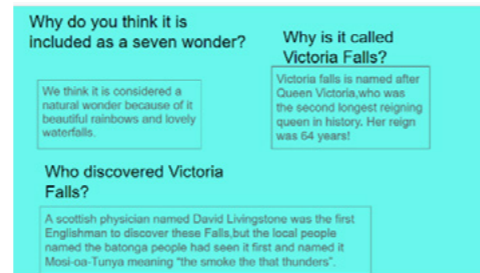 Why do you think it is
included as a seven wonder?
We think it is considered a
natural wonder because of it
beautiful rainbows and lovely
waterfalls.
Why is it called
Victoria Falls?
Victoria falls is named after
Queen Victoria,who was
the second longest reigning
queen in history. Her reign
was 64 years!
Who discovered Victoria
Falls?
A scottish physician named David Livingstone was the first
Englishman to discover these Falls,but the local people
named the batonga people had seen it first and named it
Mosi-oa-Tunya meaning "the smoke the that thunders".